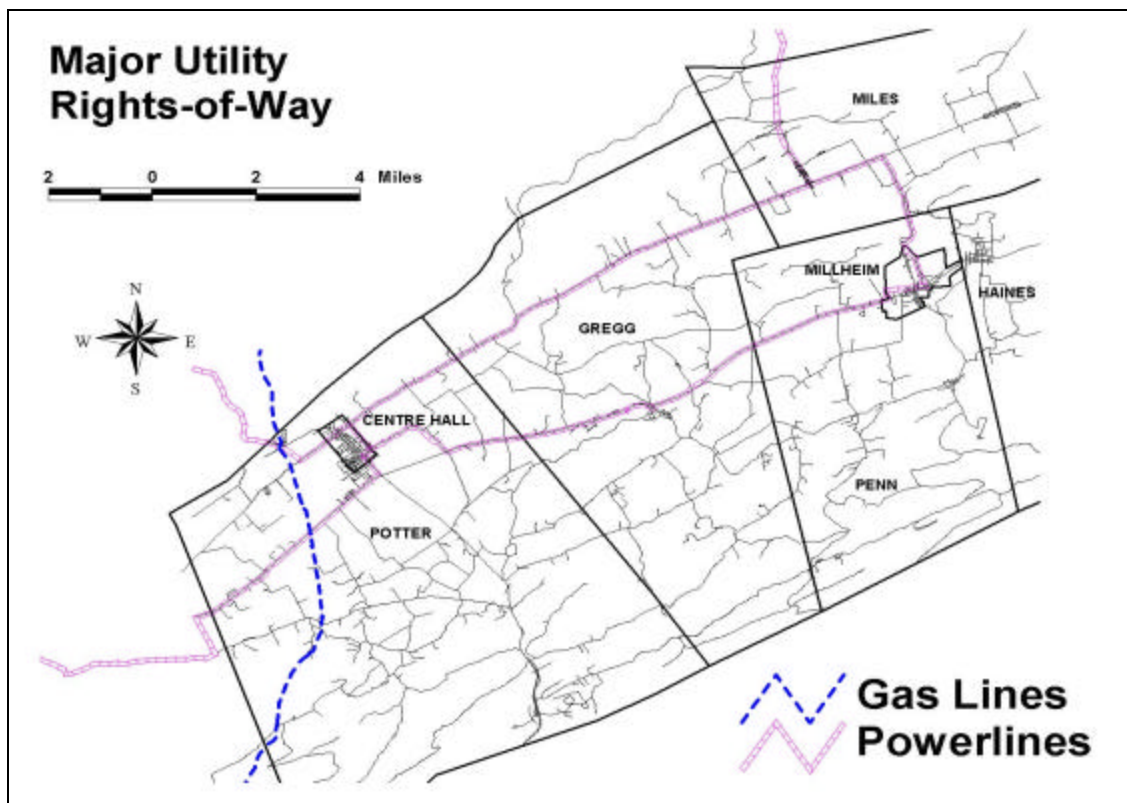 Major Utility
Rights-of-Way
2 0 2 4 Miles
MILES
N
W E
S
MILLHEIM
HAINES
GREGG
CENTRE HALL
PENN
POTTER
Gas Lines
Powerlines